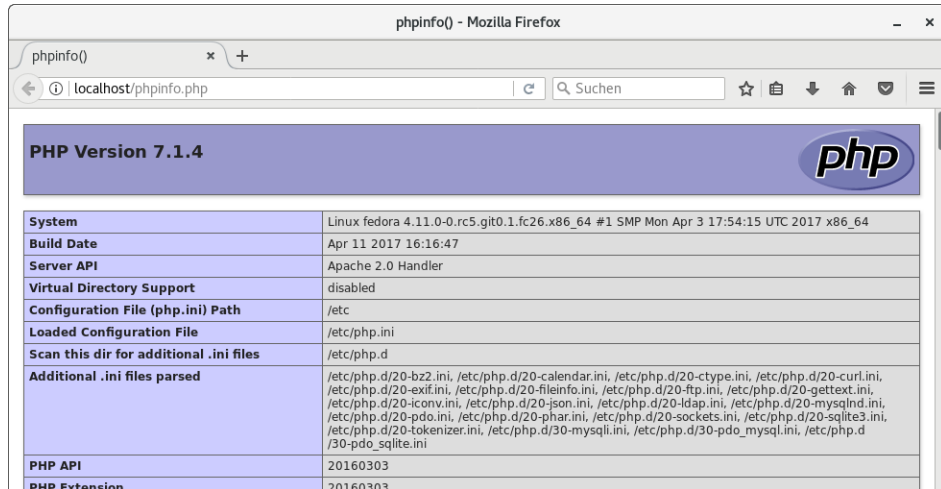 phpinfo() - Mozilla Firefox
phpinfo()
localhost/phpinfo.php
Suchen
PHP Version 7.1.4
php
System Linux fedora 4.11.0-0.rc5.git0.1.fc26.x86_64 #1 SMP Mon Apr 3 17:54:15 UTC 2017 x86_64
Build Date Apr 11 2017 16:16:47
Server API Apache 2.0 Handler
Virtual Directory Support disabled
Configuration File (php.ini) Path /etc
Loaded Configuration File /etc/php.ini
Scan this dir for additional .ini files /etc/php.d
Additional .ini files parsed /etc/php.d/20-bz2.ini, /etc/php.d/20-calendar.ini, /etc/php.d/20-ctype.ini, /etc/php.d/20-curl.ini,
/etc/php.d/20-exif.ini, /etc/php.d/20-fileinfo.ini, /etc/php.d/20-ftp.ini, /etc/php.d/20-gettext.ini,
/etc/php.d/20-iconv.ini, /etc/php.d/20-json.ini, /etc/php.d/20-ldap.ini, /etc/php.d/20-mysqlnd.ini,
/etc/php.d/20-pdo.ini, /etc/php.d/20-phar.ini, /etc/php.d/20-sockets.ini, /etc/php.d/20-sqlite3.ini,
/etc/php.d/20-tokenizer.ini, /etc/php.d/30-mysqli.ini, /etc/php.d/30-pdo_mysql.ini, /etc/php.d
/30-pdo_sqlite.ini
PHP API 20160303
PHP Extension 20160303